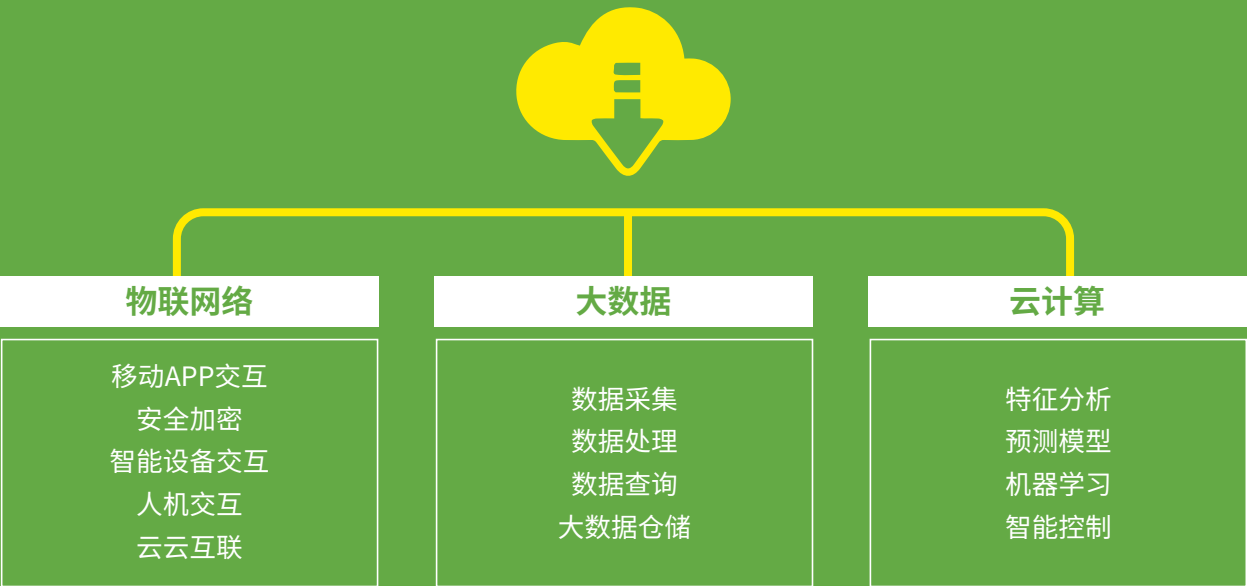 物联网络
移动APP交互
安全加密
智能设备交互
人机交互
云云互联
大数据
数据采集
数据处理
数据查询
大数据仓储
云计算
特征分析
预测模型
机器学习
智能控制